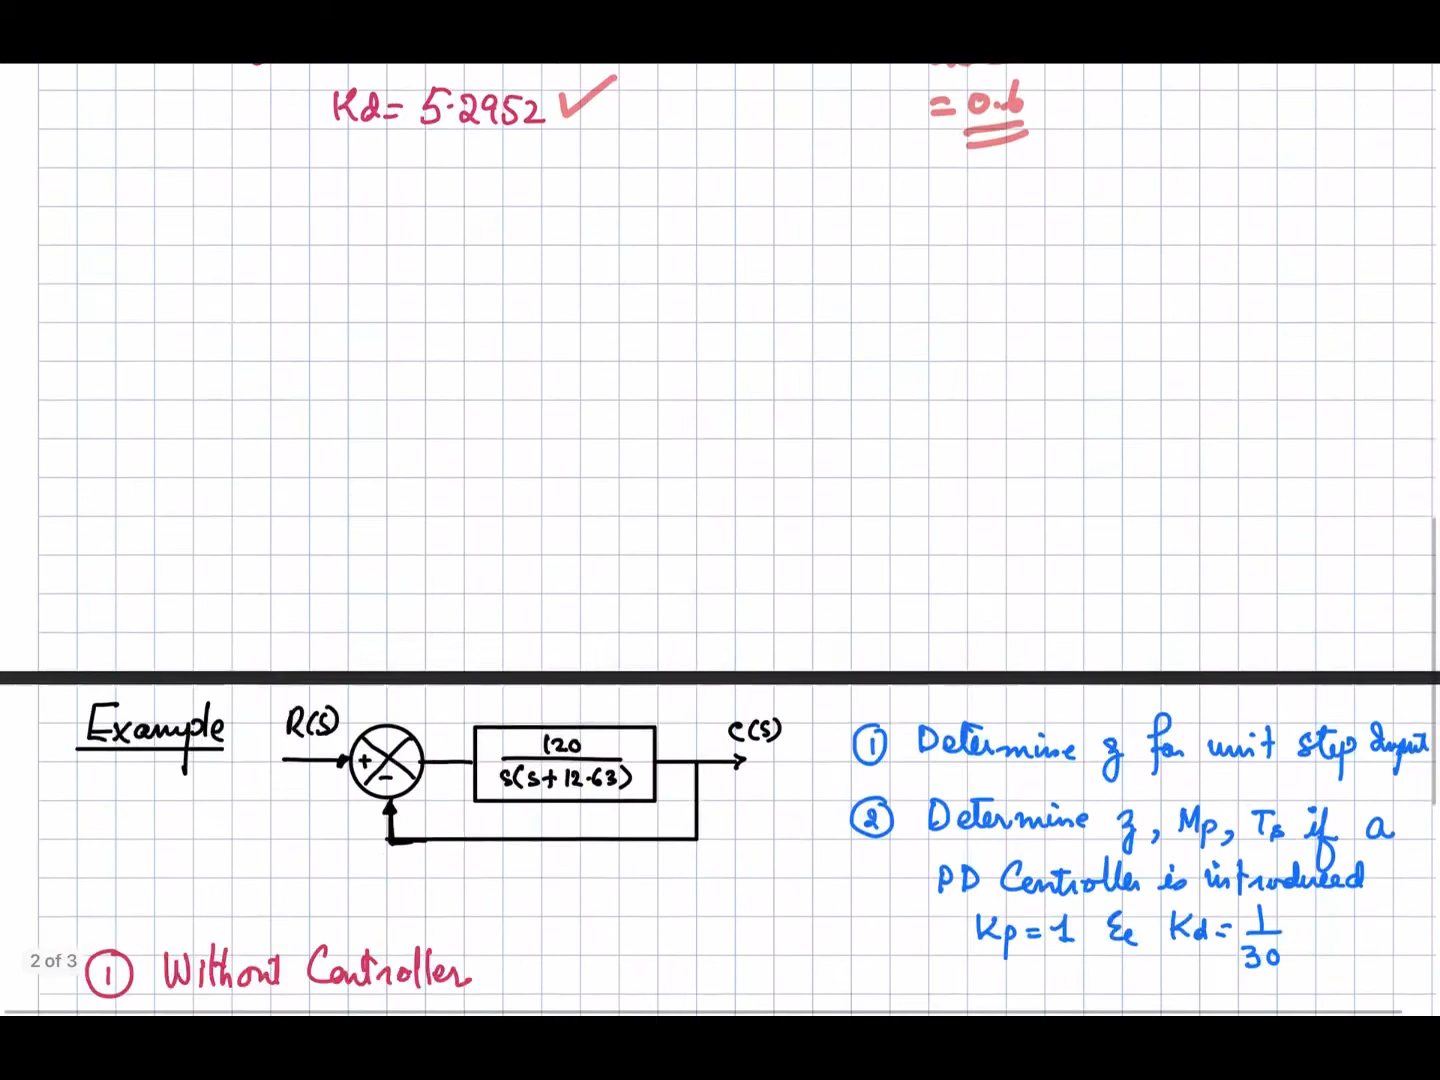 Kd = 5.2952 ✓
= 0.6
Example
R(s)
+
-
120
s(s+12.63)
C(s)
① Determine ξ for unit step Input
② Determine ξ, Mp, Ts if a
PD Controller is introduced
Kp = 1 & Kd = 1/30
2 of 3
① Without Controller